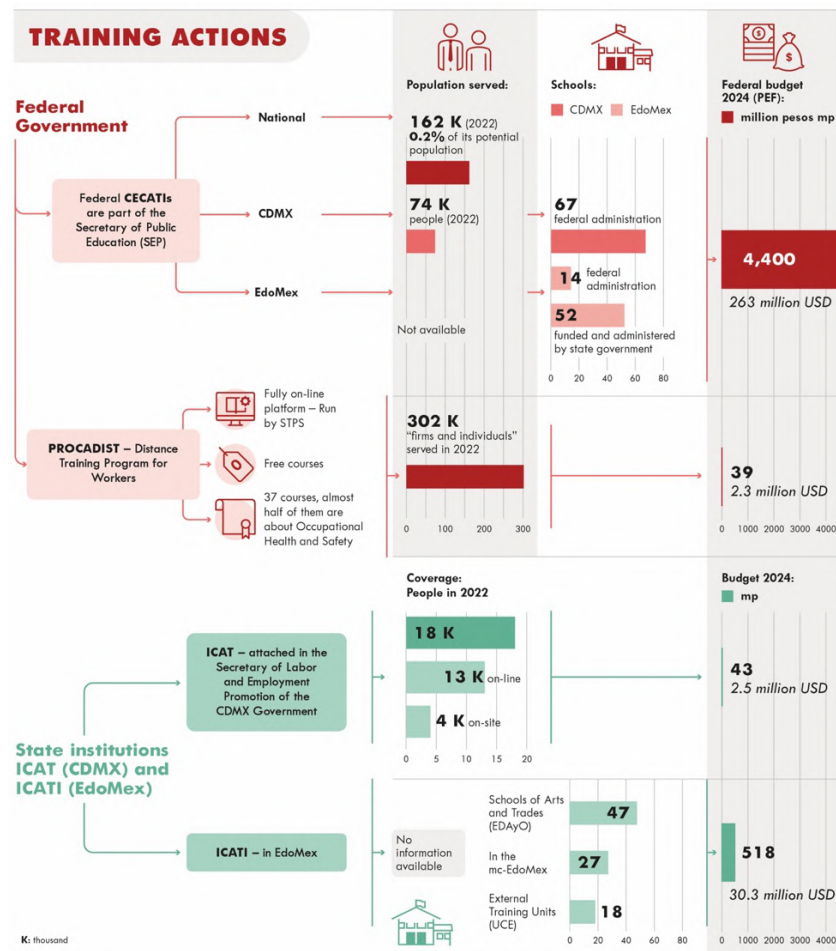 TRAINING ACTIONS
Federal
Government
National
Federal CECATIs
are part of the
Secretary of Public
Education (SEP)
CDMX
EdoMex
Population served:
162 K (2022)
0.2% of its potential
population
74 K
people (2022)
Not available
Schools:
CDMX
EdoMex
67
federal administration
14
federal
administration
52
funded and administered
by state government
0 20 40 60 80
Federal budget
2024 (PEF):
million pesos mp
4,400
263 million USD
PROCADIST – Distance
Training Program for
Workers
Fully on-line
platform – Run
by STPS
Free courses
37 courses, almost
half of them are
about Occupational
Health and Safety
302 K
"firms and individuals"
served in 2022
0 100 200 300
39
2.3 million USD
0 1000 2000 3000 4000
State institutions
ICAT (CDMX) and
ICATI (EdoMex)
ICAT – attached in the
Secretary of Labor
and Employment
Promotion of the
CDMX Government
Coverage:
People in 2022
18 K
13 K on-line
4 K on-site
0 5 10 15 20
Budget 2024:
mp
43
2.5 million USD
ICATI – in EdoMex
No
information
available
Schools of Arts
and Trades
(EDAyO)
47
In the
mc-EdoMex
27
External
Training Units
(UCE)
18
0 20 40 60 80
518
30.3 million USD
0 1000 2000 3000 4000
K: thousand